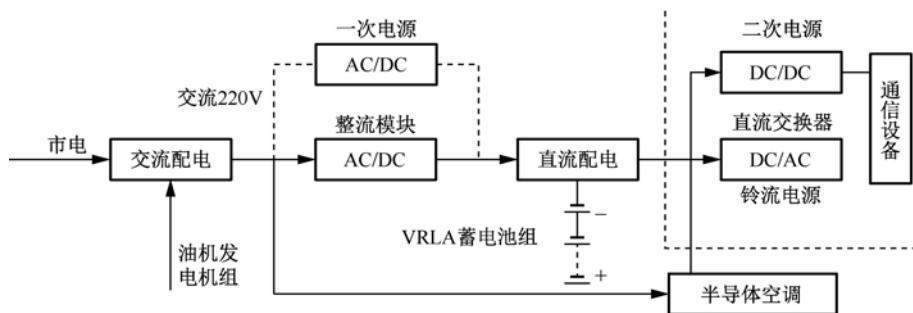 一次电源
AC/DC
二次电源
DC/DC
通信设备
交流220V
整流模块
直流交换器
市电
交流配电
AC/DC
直流配电
DC/AC
铃流电源
VRLA蓄电池组
−
+
油机发
电机组
半导体空调